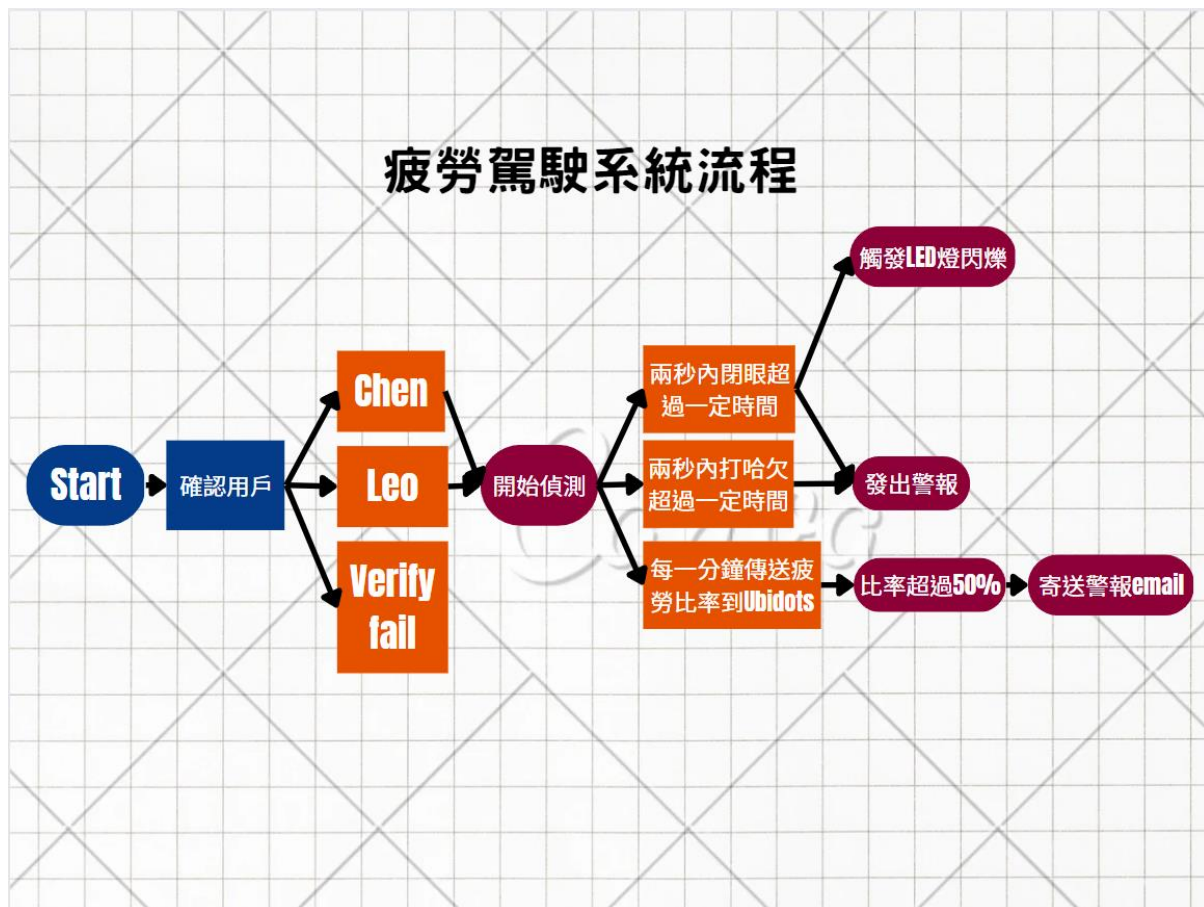 疲勞駕駛系統流程
Start
確認用戶
Chen
Leo
Verify
fail
開始偵測
兩秒內閉眼超
過一定時間
兩秒內打哈欠
超過一定時間
每一分鐘傳送疲
勞比率到Ubidots
觸發LED燈閃爍
發出警報
比率超過50%
寄送警報email
Canva